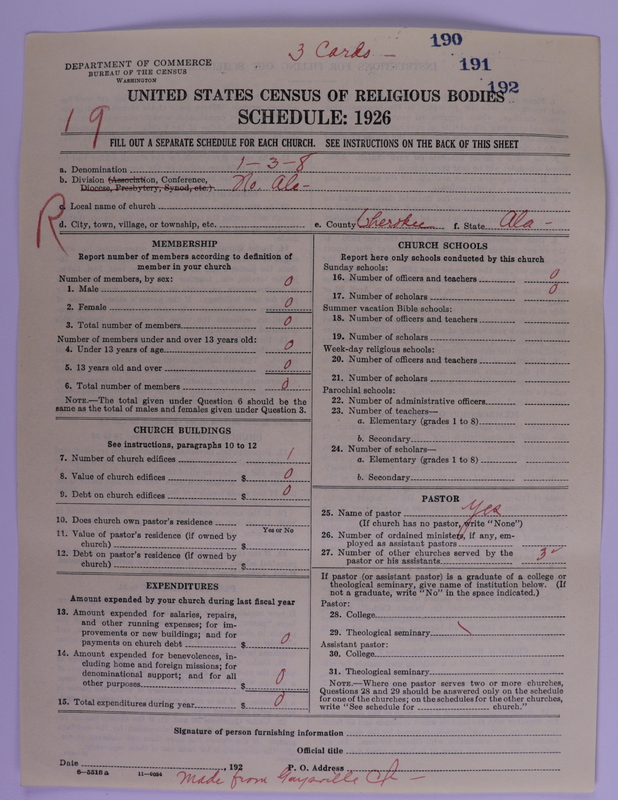 3 Cards —
190
191
192
DEPARTMENT OF COMMERCE
BUREAU OF THE CENSUS
WASHINGTON
UNITED STATES CENSUS OF RELIGIOUS BODIES
SCHEDULE: 1926
19
FILL OUT A SEPARATE SCHEDULE FOR EACH CHURCH. SEE INSTRUCTIONS ON THE BACK OF THIS SHEET
a. Denomination 1-3-8
b. Division (Association, Conference, No. Ala-
Diocese, Presbytery, Synod, etc.)
c. Local name of church
R
d. City, town, village, or township, etc. e. County Cherokee f. State Ala -
MEMBERSHIP
Report number of members according to definition of
member in your church
Number of members, by sex:
1. Male 0
2. Female 0
3. Total number of members 0
Number of members under and over 13 years old:
4. Under 13 years of age 0
5. 13 years old and over 0
6. Total number of members 0
NOTE.—The total given under Question 6 should be the
same as the total of males and females given under Question 3.
CHURCH BUILDINGS
See instructions, paragraphs 10 to 12
7. Number of church edifices 1
8. Value of church edifices $ 0
9. Debt on church edifices $ 0
10. Does church own pastor's residence
Yes or No
11. Value of pastor's residence (if owned by
church) $
12. Debt on pastor's residence (if owned by
church) $
EXPENDITURES
Amount expended by your church during last fiscal year
13. Amount expended for salaries, repairs,
and other running expenses; for im-
provements or new buildings; and for
payments on church debt $ 0
14. Amount expended for benevolences, in-
cluding home and foreign missions; for
denominational support; and for all
other purposes $ 0
15. Total expenditures during year $ 0
CHURCH SCHOOLS
Report here only schools conducted by this church
Sunday schools:
16. Number of officers and teachers 0
17. Number of scholars 0
Summer vacation Bible schools:
18. Number of officers and teachers
19. Number of scholars
Week-day religious schools:
20. Number of officers and teachers
21. Number of scholars
Parochial schools:
22. Number of administrative officers
23. Number of teachers—
a. Elementary (grades 1 to 8)
b. Secondary
24. Number of scholars—
a. Elementary (grades 1 to 8)
b. Secondary
PASTOR
25. Name of pastor Yes
(If church has no pastor, write "None")
26. Number of ordained ministers, if any, em-
ployed as assistant pastors
27. Number of other churches served by the
pastor or his assistants 3
If pastor (or assistant pastor) is a graduate of a college or
theological seminary, give name of institution below. (If
not a graduate, write "No" in the space indicated.)
Pastor:
28. College
29. Theological seminary
Assistant pastor:
30. College
31. Theological seminary
NOTE.—Where one pastor serves two or more churches,
Questions 28 and 29 should be answered only on the schedule
for one of the churches; on the schedules for the other churches,
write "See schedule for church."
Signature of person furnishing information
Official title
Date , 192 P. O. Address
6—5518a 11—9054
Made from Gaysville Ch —